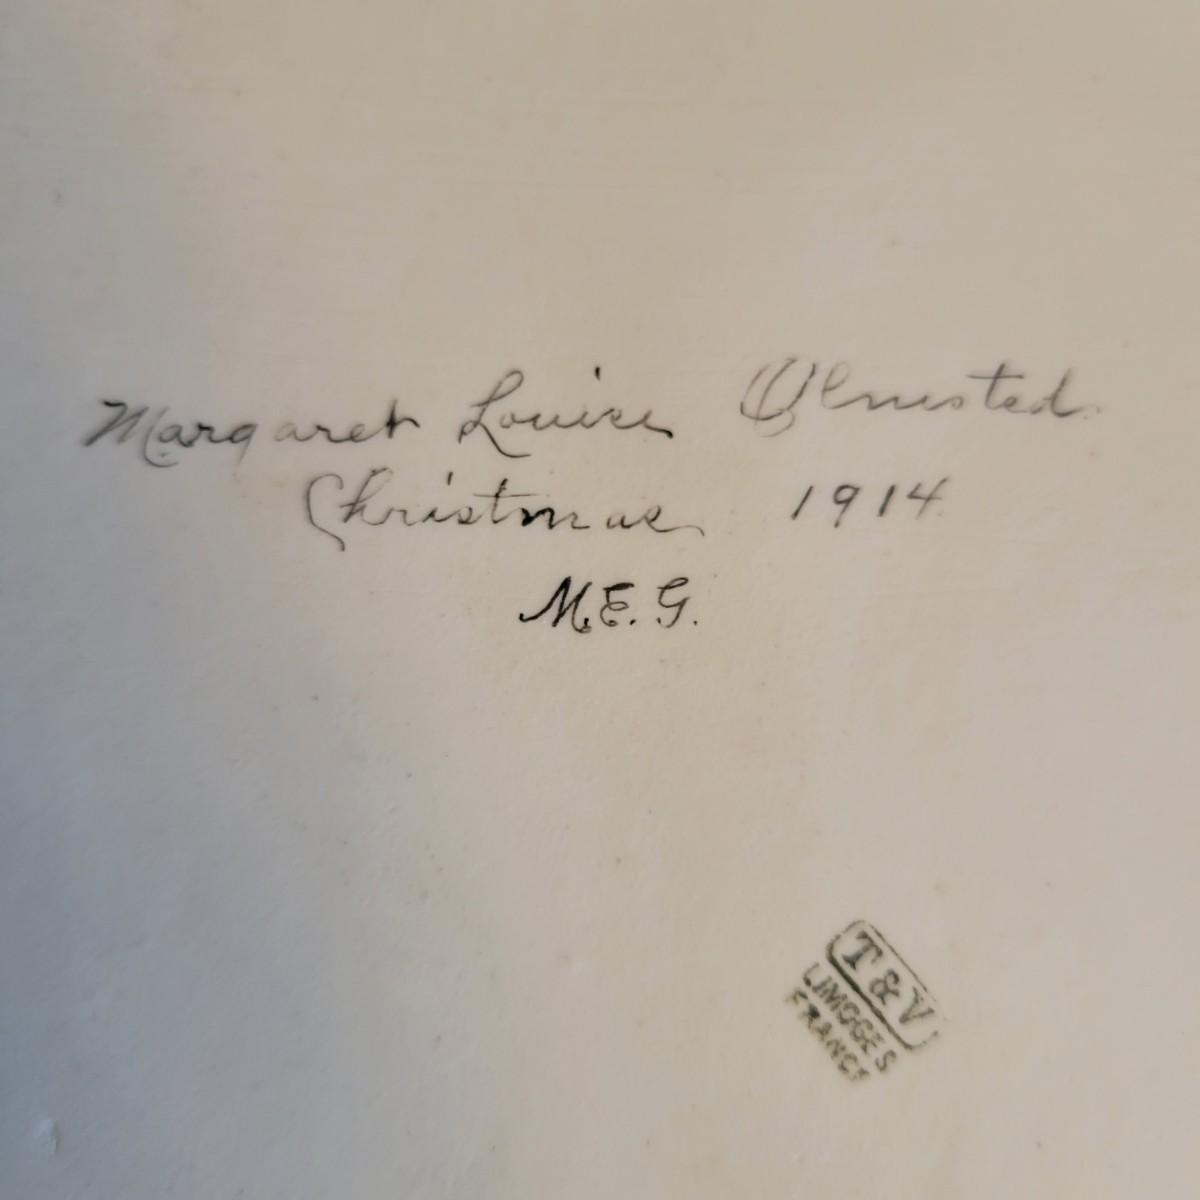 Margaret Louise Olmsted
Christmas 1914
M.E.G.
T & V
LIMOGES
FRANCE